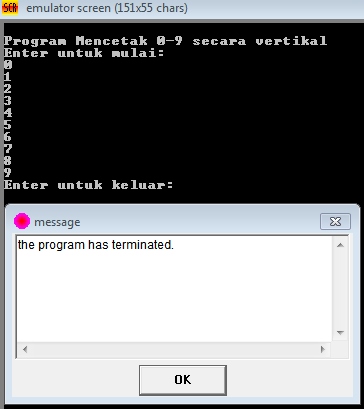 SCR emulator screen (151x55 chars)
Program Mencetak 0-9 secara vertikal
Enter untuk mulai:
0
1
2
3
4
5
6
7
8
9
Enter untuk keluar:
message
the program has terminated.
OK